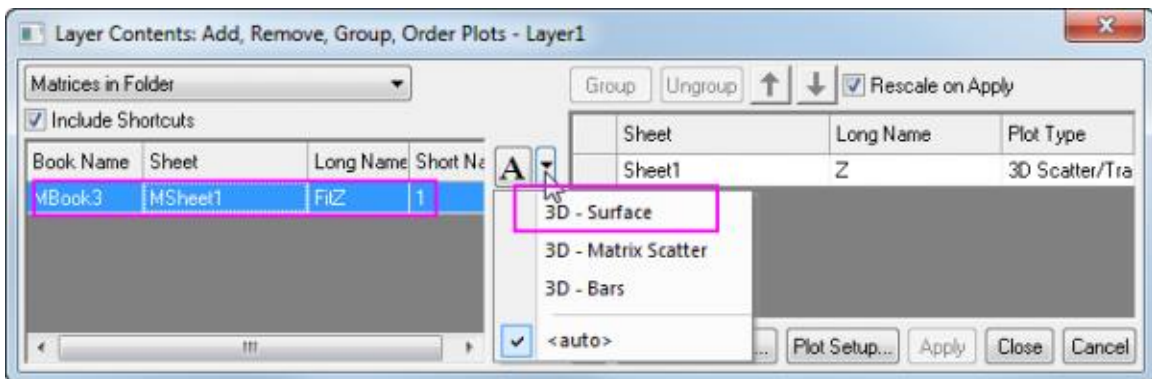 Layer Contents: Add, Remove, Group, Order Plots - Layer1
Matrices in Folder
Group Ungroup Rescale on Apply
Include Shortcuts
Sheet Long Name Plot Type
Book Name Sheet Long Name Short Na
A
Sheet1 Z 3D Scatter/Tra
MBook3 MSheet1 FitZ 1
3D - Surface
3D - Matrix Scatter
3D - Bars
<auto>
... Plot Setup... Apply Close Cancel